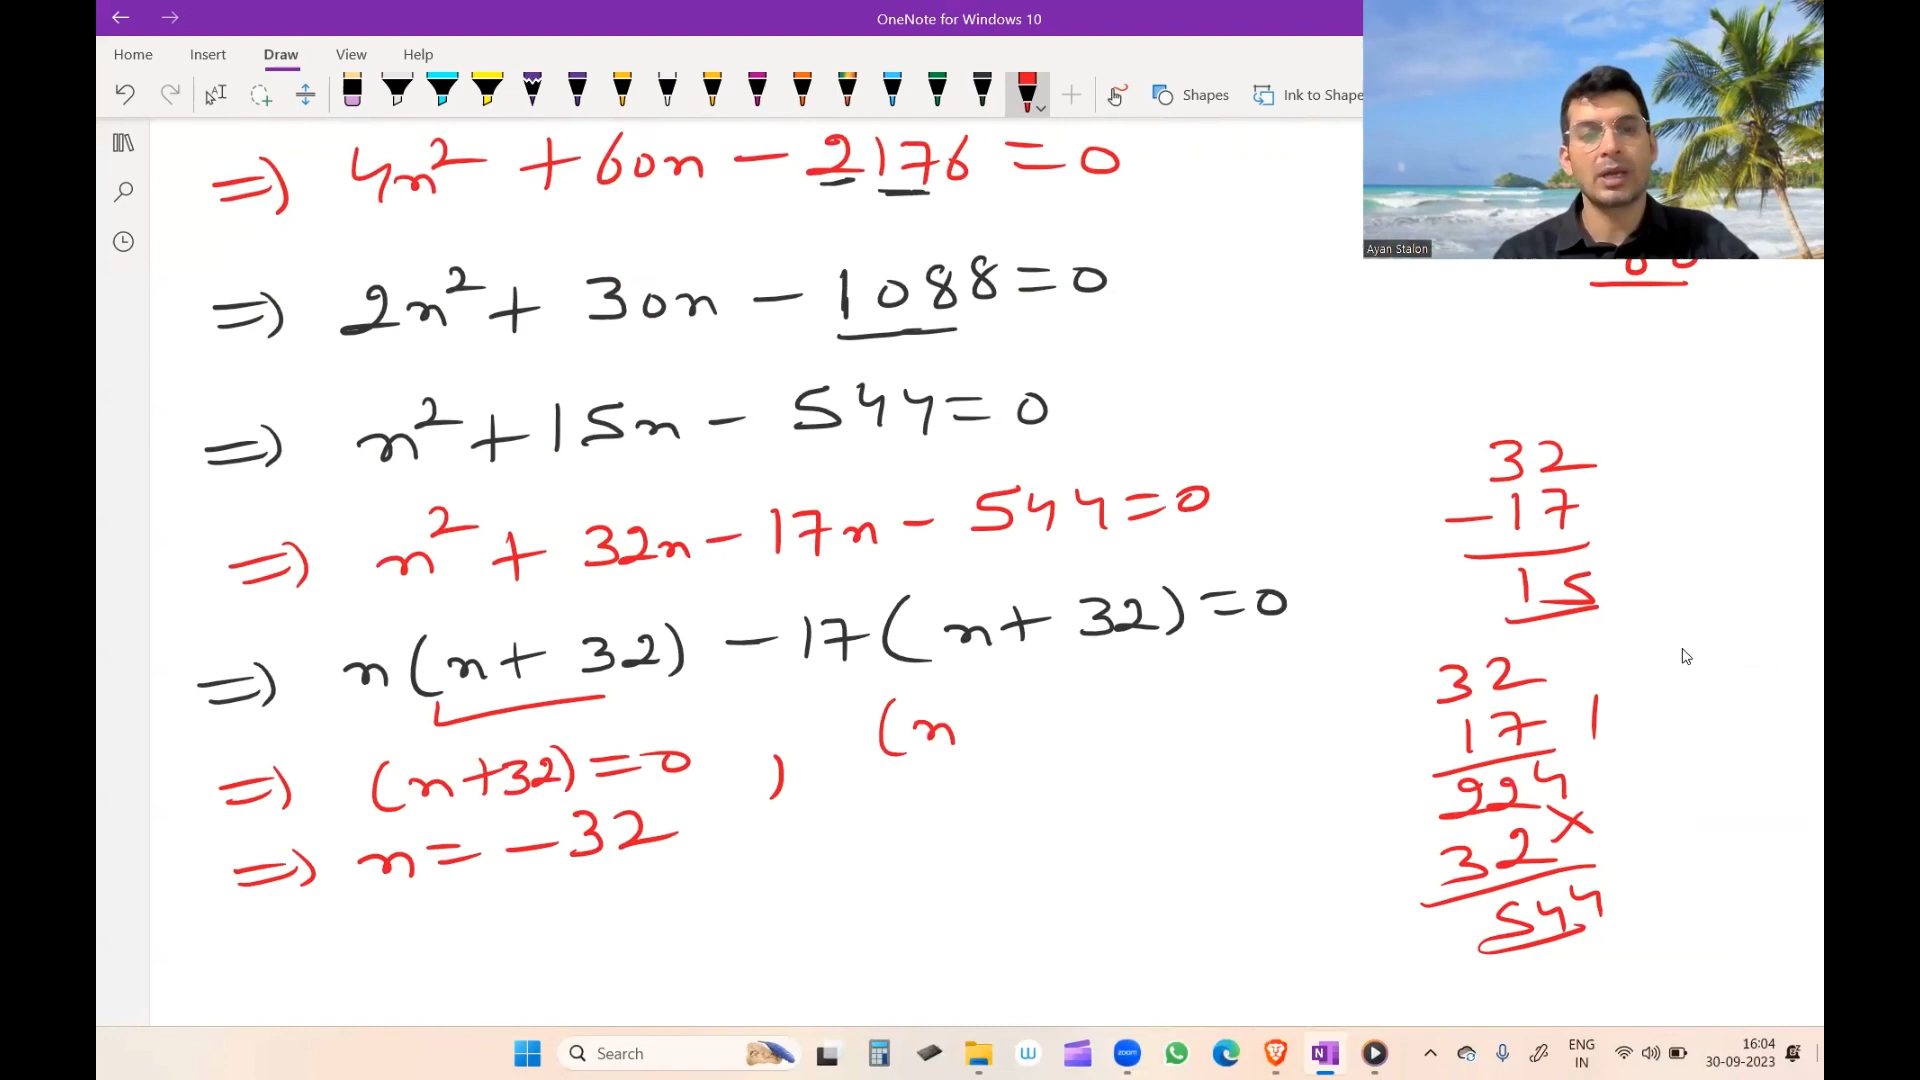 OneNote for Windows 10
Home Insert Draw View Help
Shapes Ink to Shape
Ayan Stalon
=> 4n² + 60n - 2176 = 0
=> 2n² + 30n - 1088 = 0
=> n² + 15n - 544 = 0
=> n² + 32n - 17n - 544 = 0
=> n(n + 32) - 17(n + 32) = 0
=> (n+32) = 0 , (n
=> n = -32
32
-17
15
32
17 1
224
32×
544
Search
zoom
W
N
ENG
IN
16:04
30-09-2023